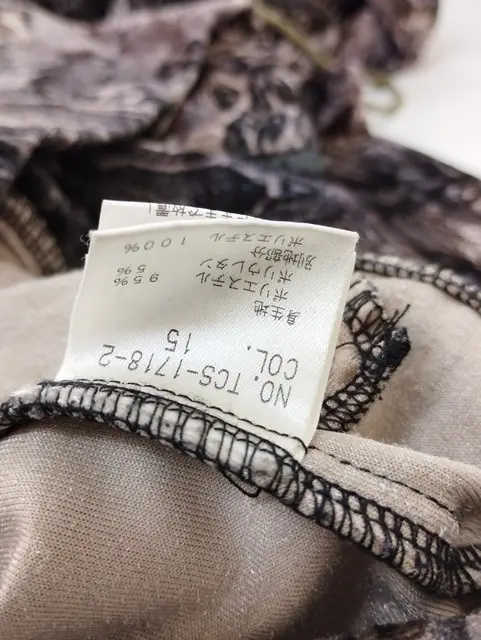 NO. TCS-1718-2
COL. 15
身生地
ポリエステル 95%
ポリウレタン 5%
別地部分
ポリエステル 100%